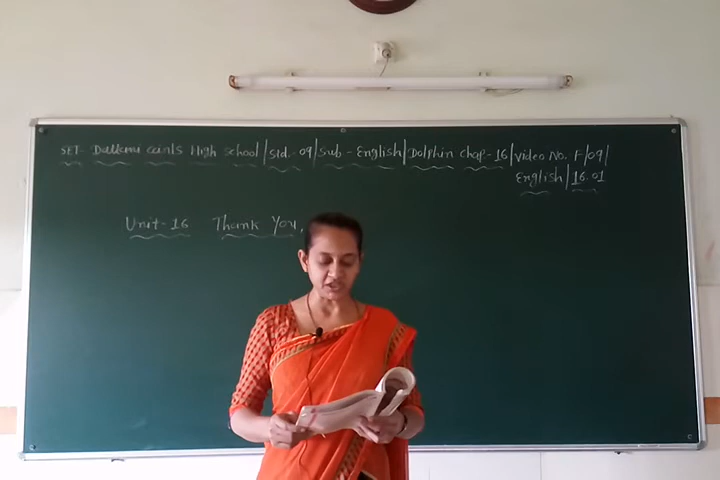 SET- Dulkani Girls High school / Std.- 09 / Sub - English / Dolphin Chap-16 / Video No. F/09/
English / 16.01
Unit-16 Thank You,